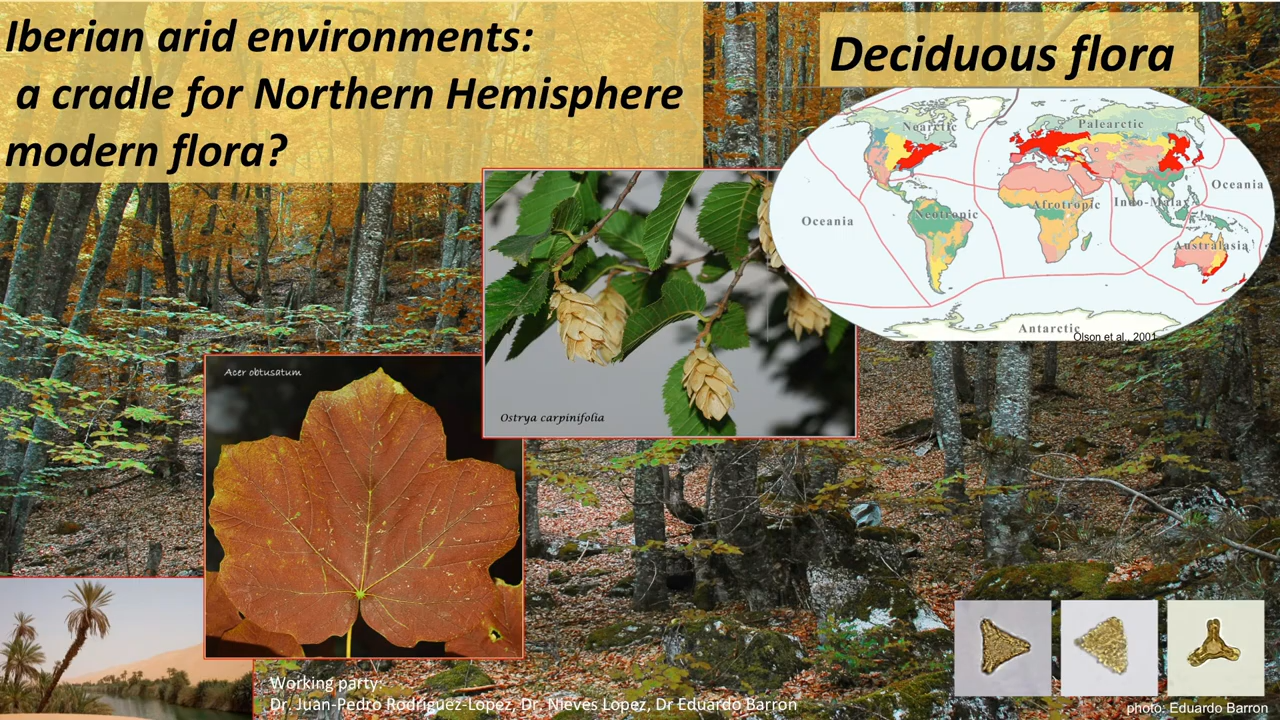 Iberian arid environments:
a cradle for Northern Hemisphere
modern flora?
Deciduous flora
Nearctic
Palearctic
Oceania
Oceania
Neotropic
Afrotropic
Indo-Malay
Australasia
Antarctic
Olson et al., 2001
Ostrya carpinifolia
Acer obtusatum
Working party:
Dr. Juan-Pedro Rodríguez-Lopez, Dr. Nieves Lopez, Dr Eduardo Barron
photo: Eduardo Barron